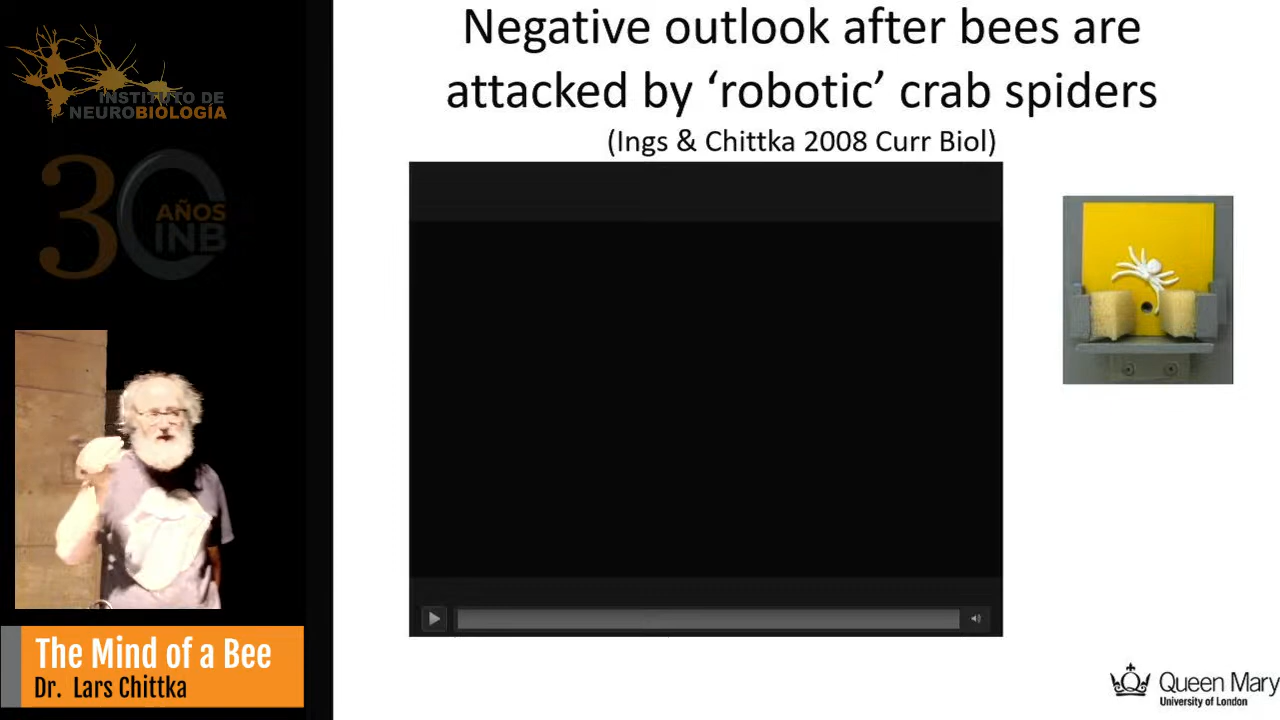 INSTITUTO DE
NEUROBIOLOGÍA
30
AÑOS
INB
The Mind of a Bee
Dr. Lars Chittka
Negative outlook after bees are
attacked by ‘robotic’ crab spiders
(Ings & Chittka 2008 Curr Biol)
Queen Mary
University of London